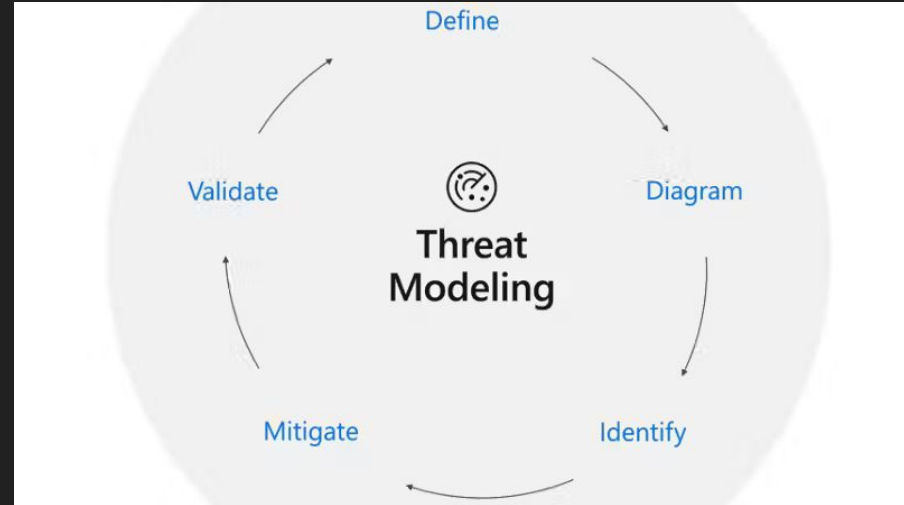 Define
Validate
Diagram
Threat
Modeling
Mitigate
Identify